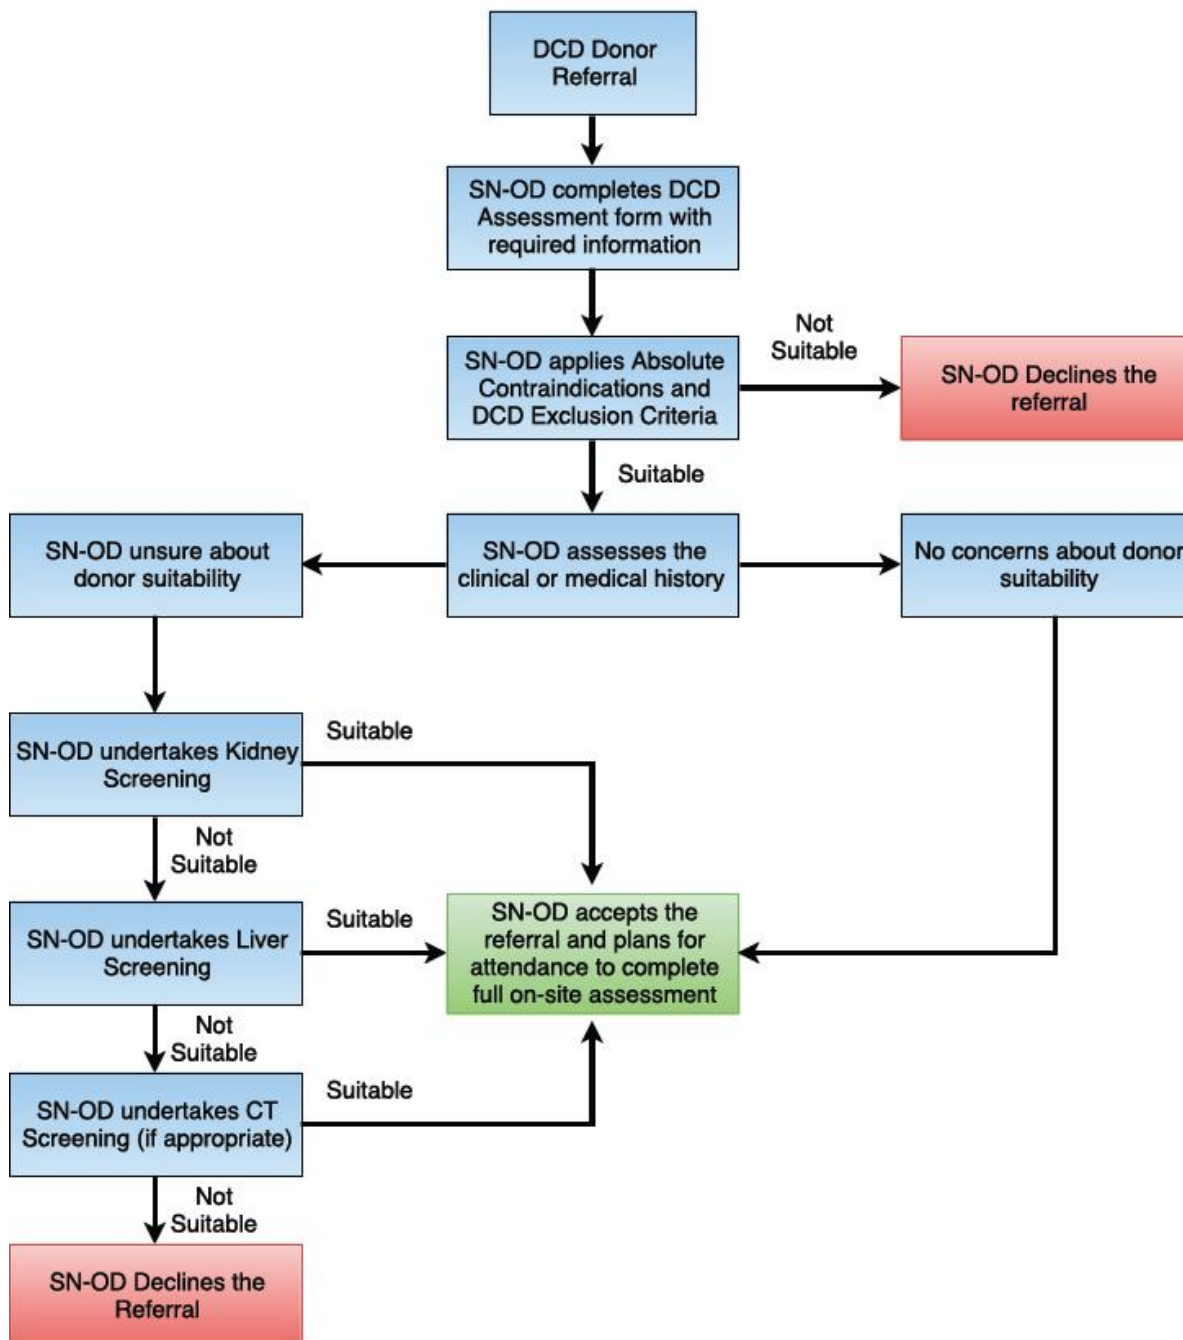 DCD Donor
Referral
SN-OD completes DCD
Assessment form with
required information
SN-OD applies Absolute
Contraindications and
DCD Exclusion Criteria
Not
Suitable
SN-OD Declines the
referral
Suitable
SN-OD unsure about
donor suitability
SN-OD assesses the
clinical or medical history
No concerns about donor
suitability
SN-OD undertakes Kidney
Screening
Suitable
Not
Suitable
SN-OD undertakes Liver
Screening
Suitable
SN-OD accepts the
referral and plans for
attendance to complete
full on-site assessment
Not
Suitable
SN-OD undertakes CT
Screening (if appropriate)
Suitable
Not
Suitable
SN-OD Declines the
Referral